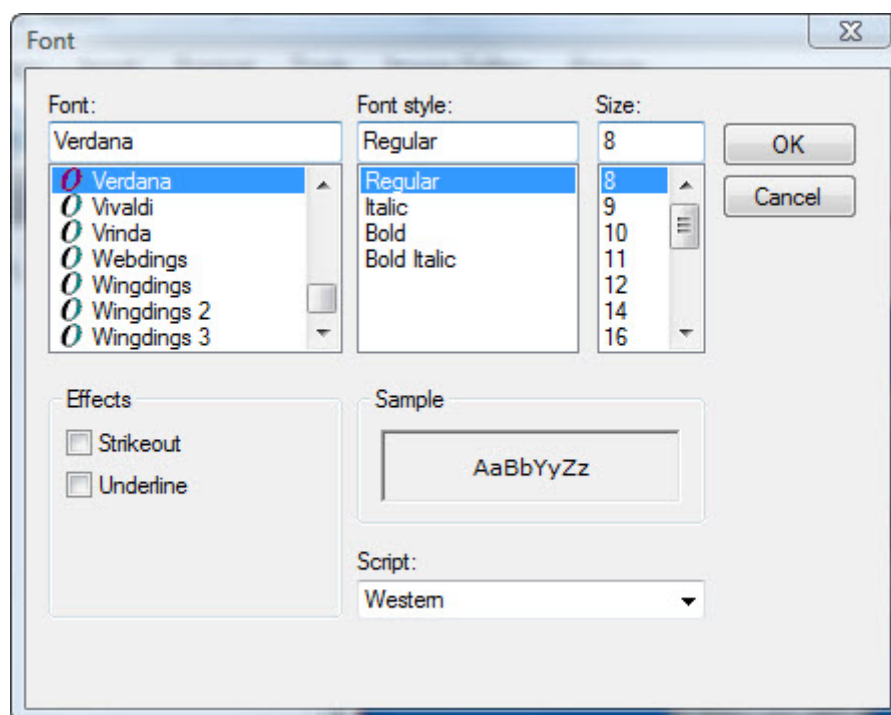 Font
Font:
Verdana
Verdana
Vivaldi
Vrinda
Webdings
Wingdings
Wingdings 2
Wingdings 3
Font style:
Regular
Regular
Italic
Bold
Bold Italic
Size:
8
8
9
10
11
12
14
16
OK
Cancel
Effects
Strikeout
Underline
Sample
AaBbYyZz
Script:
Western